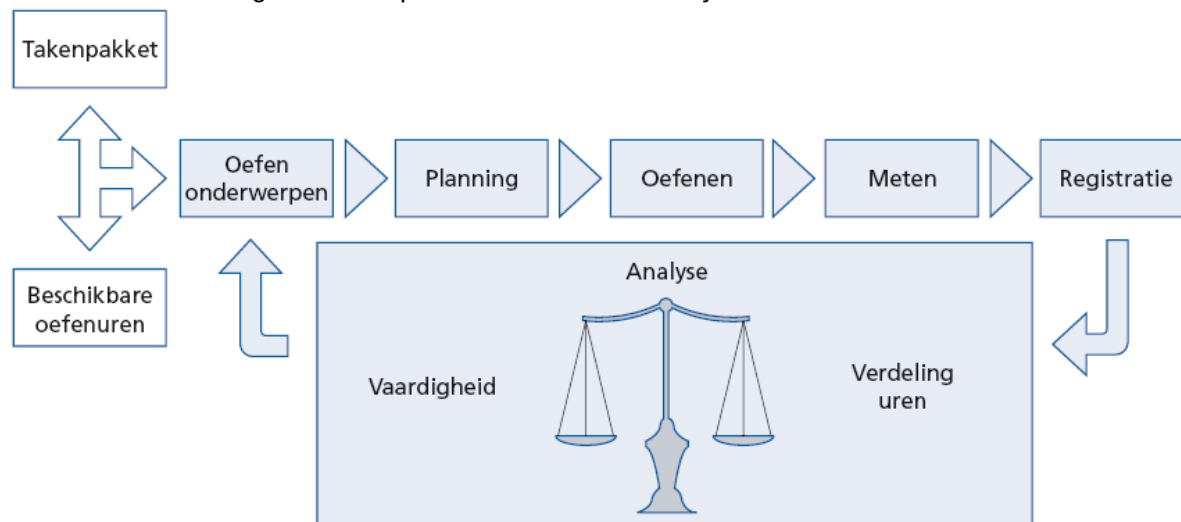 Takenpakket
Oefen
onderwerpen
Planning
Oefenen
Meten
Registratie
Beschikbare
oefenuren
Analyse
Vaardigheid
Verdeling
uren